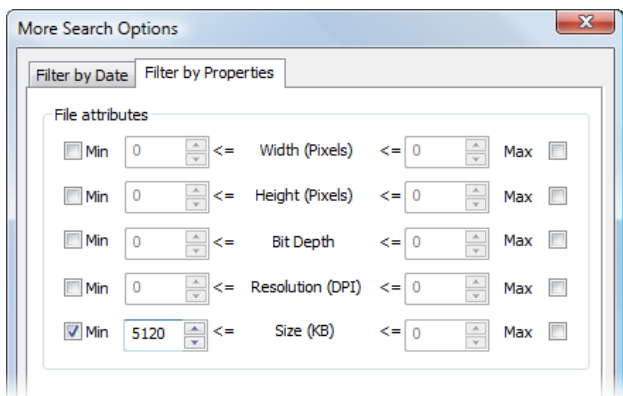 More Search Options
Filter by Date Filter by Properties
File attributes
Min 0 <= Width (Pixels) <= 0 Max
Min 0 <= Height (Pixels) <= 0 Max
Min 0 <= Bit Depth <= 0 Max
Min 0 <= Resolution (DPI) <= 0 Max
Min 5120 <= Size (KB) <= 0 Max